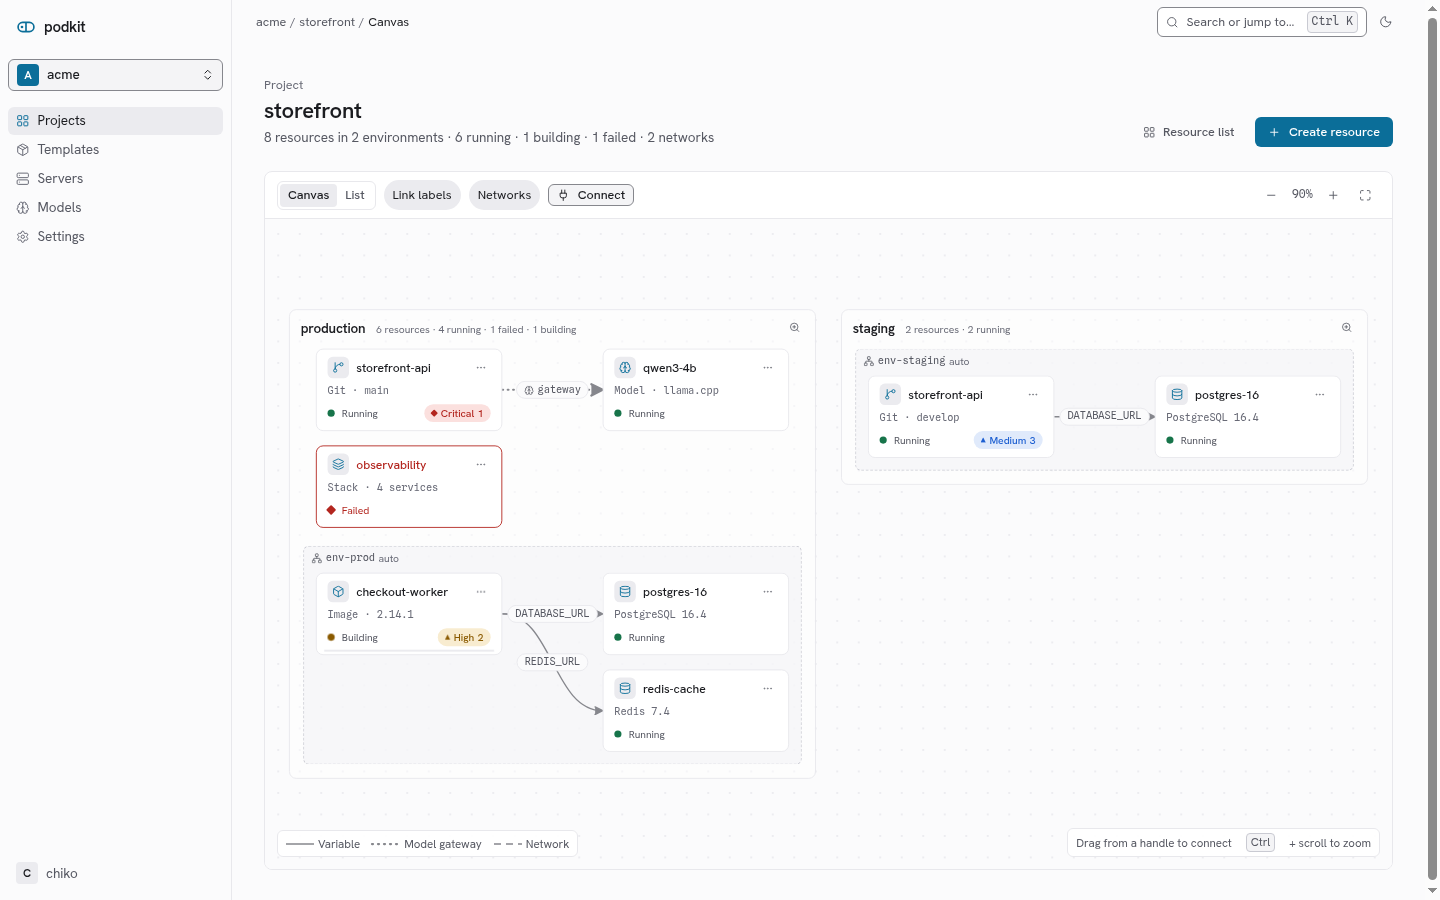 podkit
A acme
Projects
Templates
Servers
Models
Settings
C chiko
acme / storefront / Canvas
Search or jump to... Ctrl K
Project
storefront
8 resources in 2 environments · 6 running · 1 building · 1 failed · 2 networks
Resource list
+ Create resource
Canvas List Link labels Networks Connect
− 90% +
production 6 resources · 4 running · 1 failed · 1 building
storefront-api ...
Git · main
Running Critical 1
gateway
qwen3-4b ...
Model · llama.cpp
Running
observability ...
Stack · 4 services
Failed
env-prod auto
checkout-worker ...
Image · 2.14.1
Building High 2
DATABASE_URL
REDIS_URL
postgres-16 ...
PostgreSQL 16.4
Running
redis-cache ...
Redis 7.4
Running
staging 2 resources · 2 running
env-staging auto
storefront-api ...
Git · develop
Running Medium 3
DATABASE_URL
postgres-16 ...
PostgreSQL 16.4
Running
Variable Model gateway Network
Drag from a handle to connect Ctrl + scroll to zoom